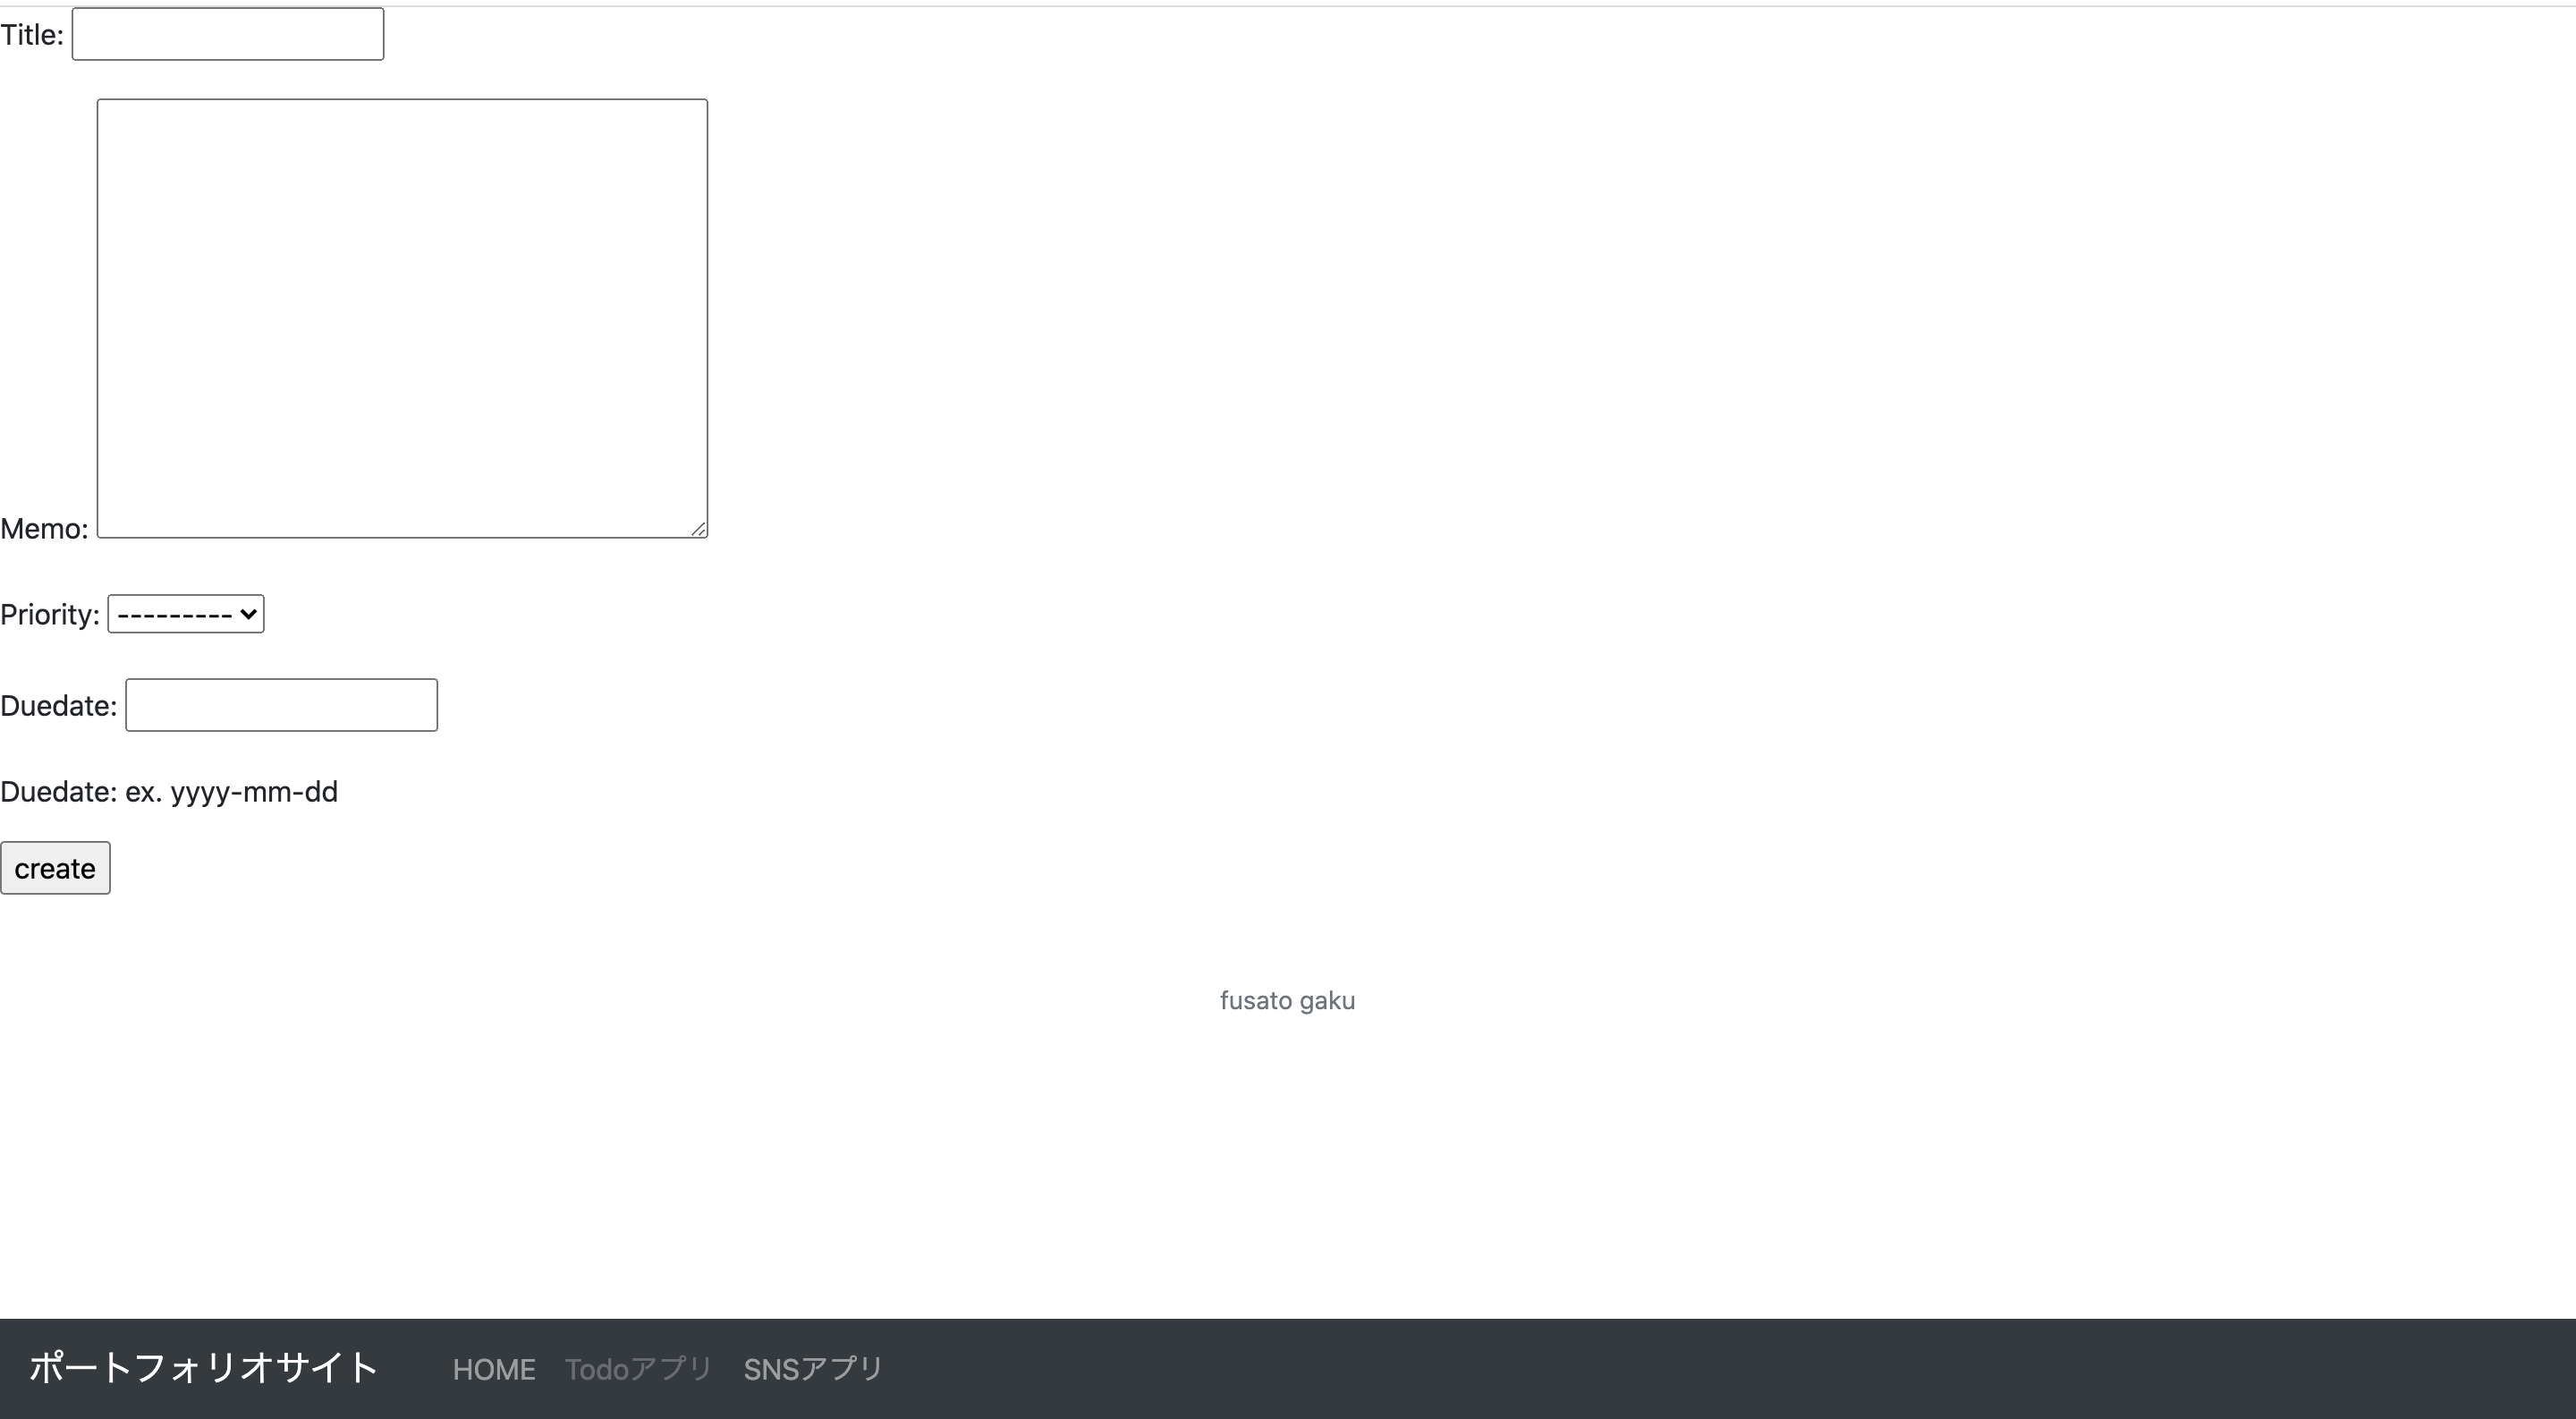 Title:
Memo:
Priority: ---------
Duedate:
Duedate: ex. yyyy-mm-dd
create
fusato gaku
ポートフォリオサイト HOME Todoアプリ SNSアプリ